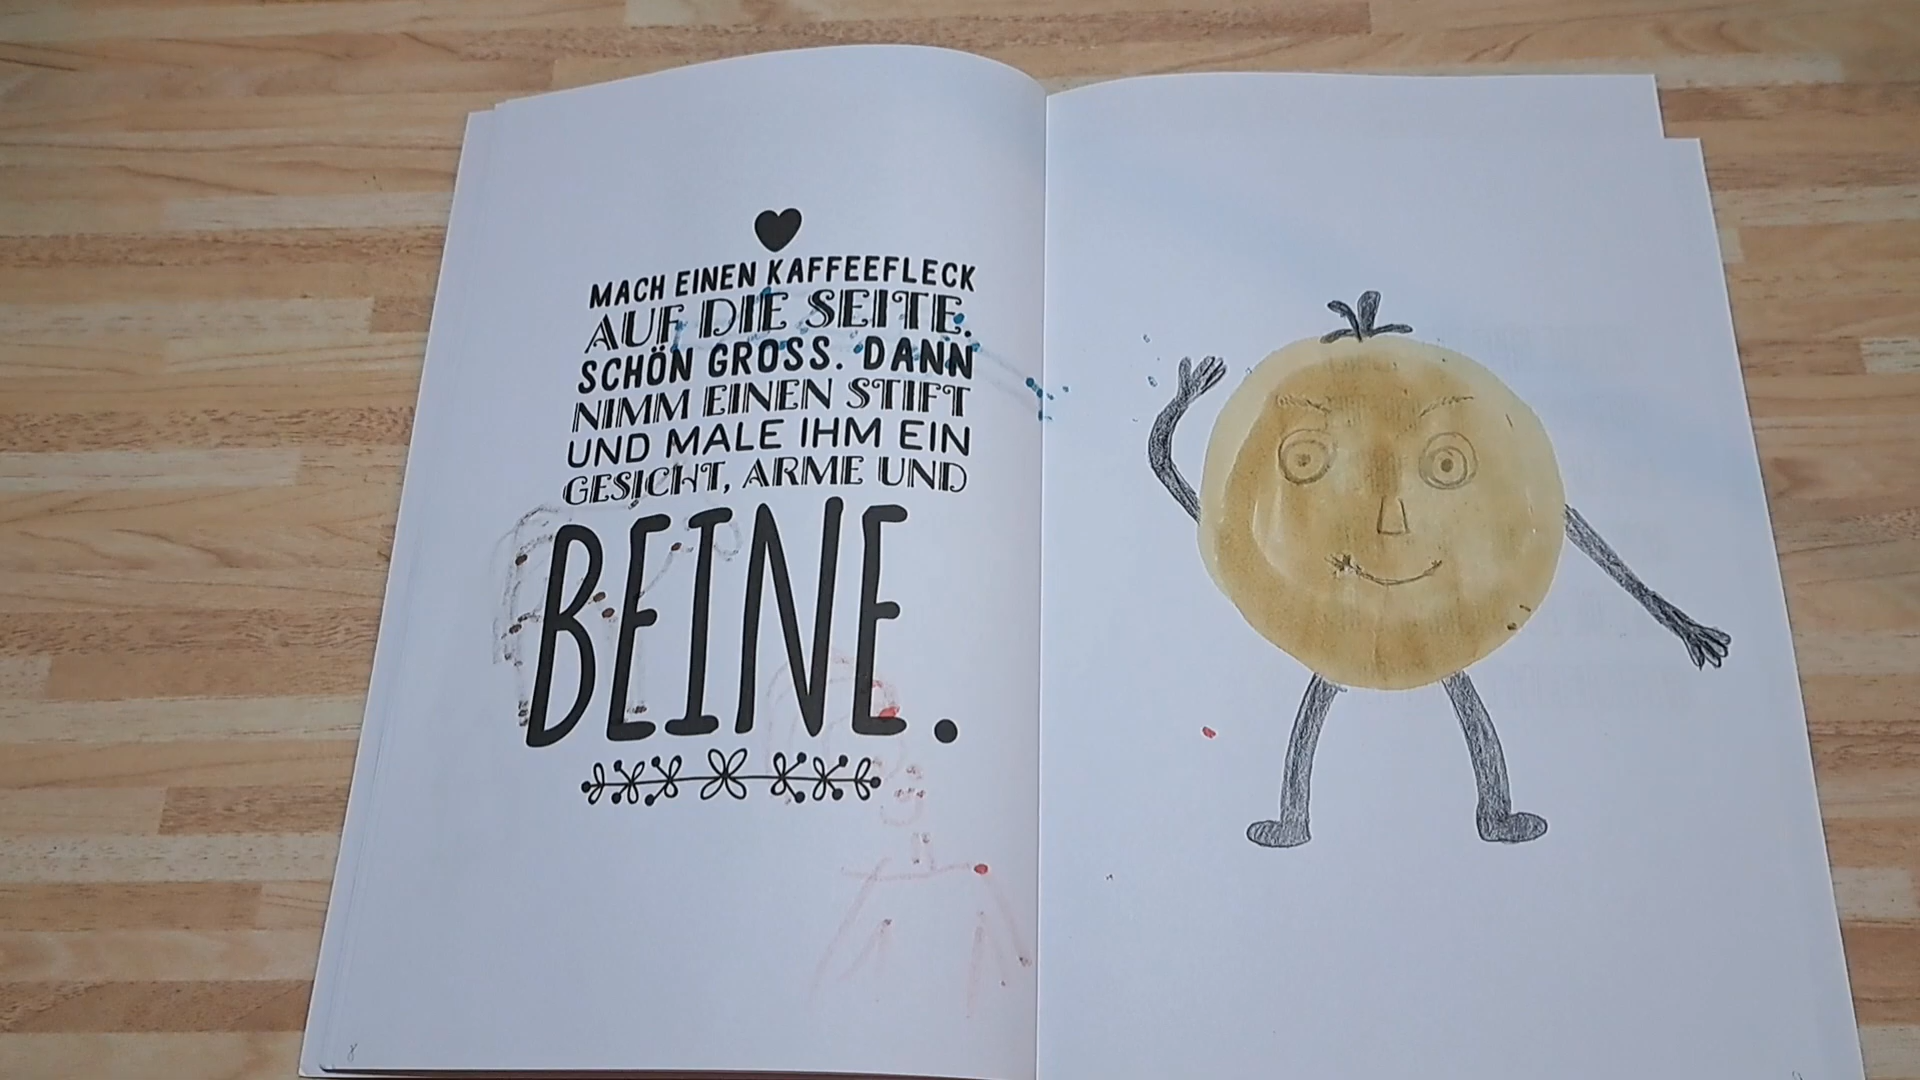 MACH EINEN KAFFEEFLECK
AUF DIE SEITE.
SCHÖN GROSS. DANN
NIMM EINEN STIFT
UND MALE IHM EIN
GESICHT, ARME UND
BEINE.
8